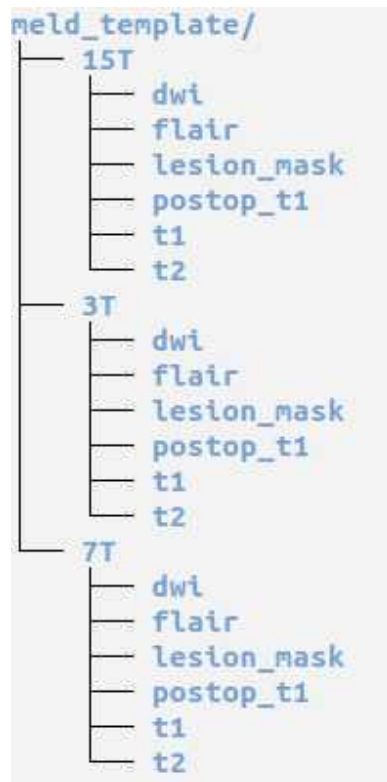 meld_template/
15T
dwi
flair
lesion_mask
postop_t1
t1
t2
3T
dwi
flair
lesion_mask
postop_t1
t1
t2
7T
dwi
flair
lesion_mask
postop_t1
t1
t2